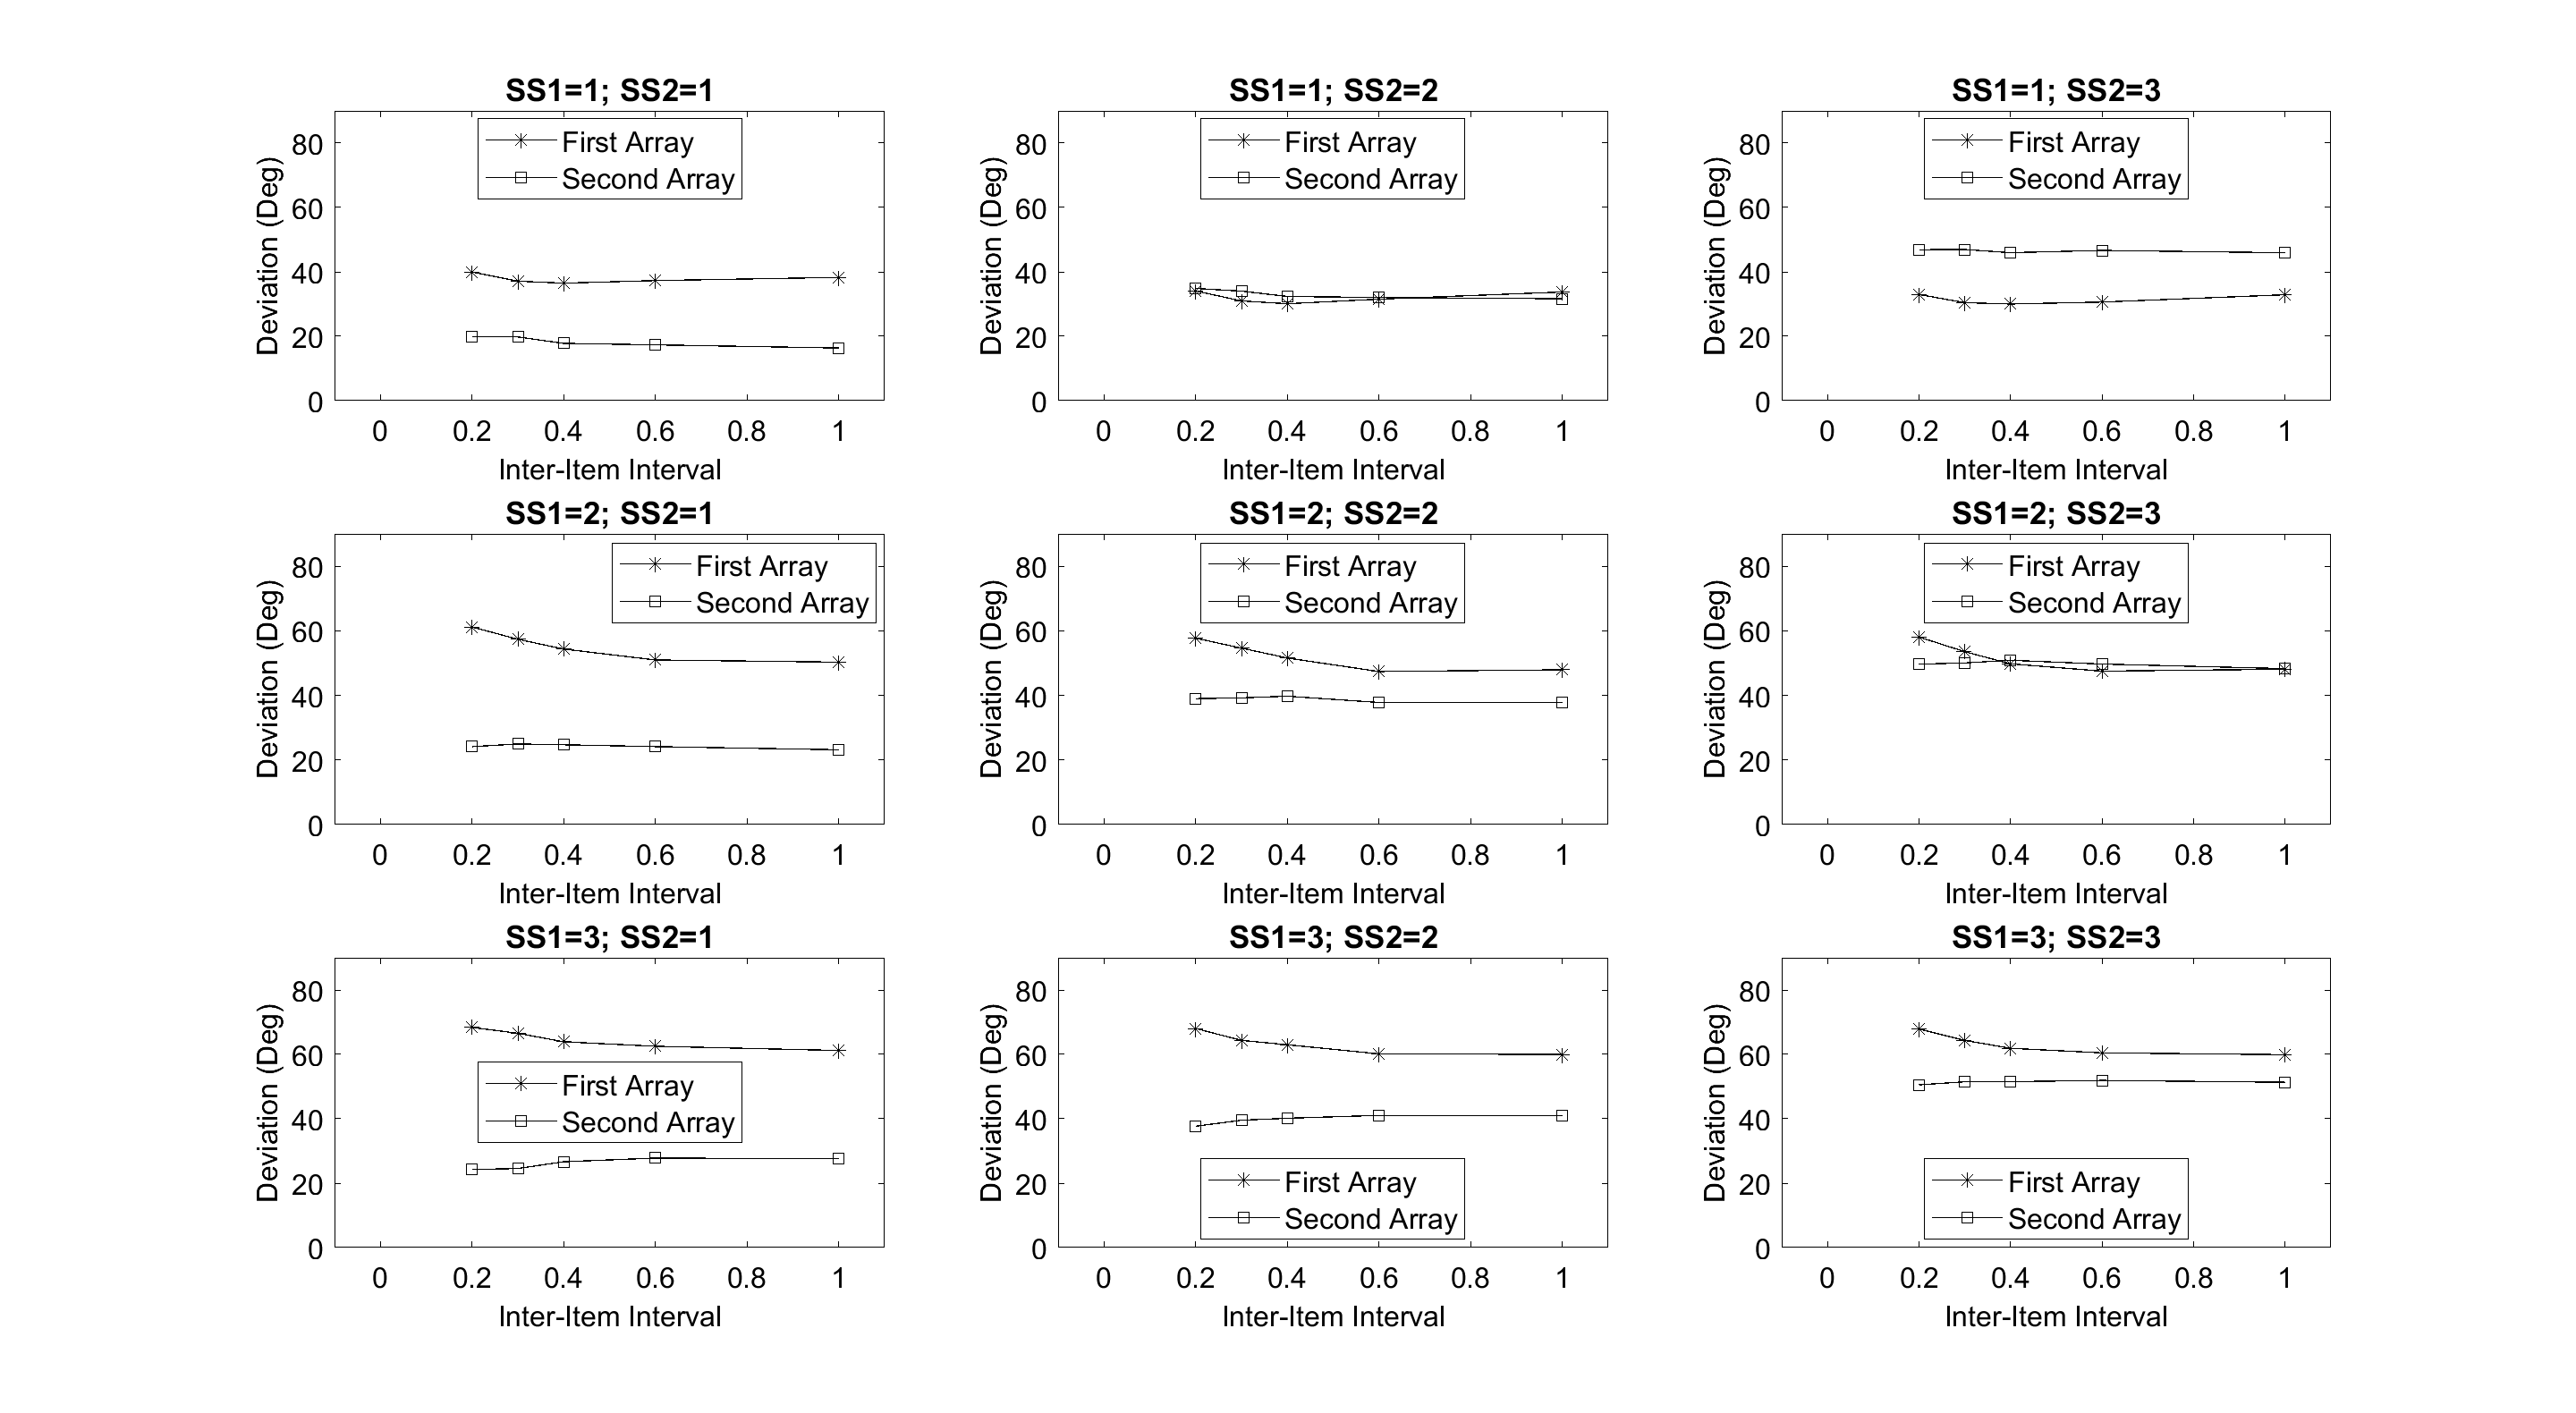 SS1=1; SS2=1
80
60
40
20
0
Deviation (Deg)
First Array
Second Array
0 0.2 0.4 0.6 0.8 1
Inter-Item Interval
SS1=1; SS2=2
80
60
40
20
0
Deviation (Deg)
First Array
Second Array
0 0.2 0.4 0.6 0.8 1
Inter-Item Interval
SS1=1; SS2=3
80
60
40
20
0
Deviation (Deg)
First Array
Second Array
0 0.2 0.4 0.6 0.8 1
Inter-Item Interval
SS1=2; SS2=1
80
60
40
20
0
Deviation (Deg)
First Array
Second Array
0 0.2 0.4 0.6 0.8 1
Inter-Item Interval
SS1=2; SS2=2
80
60
40
20
0
Deviation (Deg)
First Array
Second Array
0 0.2 0.4 0.6 0.8 1
Inter-Item Interval
SS1=2; SS2=3
80
60
40
20
0
Deviation (Deg)
First Array
Second Array
0 0.2 0.4 0.6 0.8 1
Inter-Item Interval
SS1=3; SS2=1
80
60
40
20
0
Deviation (Deg)
First Array
Second Array
0 0.2 0.4 0.6 0.8 1
Inter-Item Interval
SS1=3; SS2=2
80
60
40
20
0
Deviation (Deg)
First Array
Second Array
0 0.2 0.4 0.6 0.8 1
Inter-Item Interval
SS1=3; SS2=3
80
60
40
20
0
Deviation (Deg)
First Array
Second Array
0 0.2 0.4 0.6 0.8 1
Inter-Item Interval